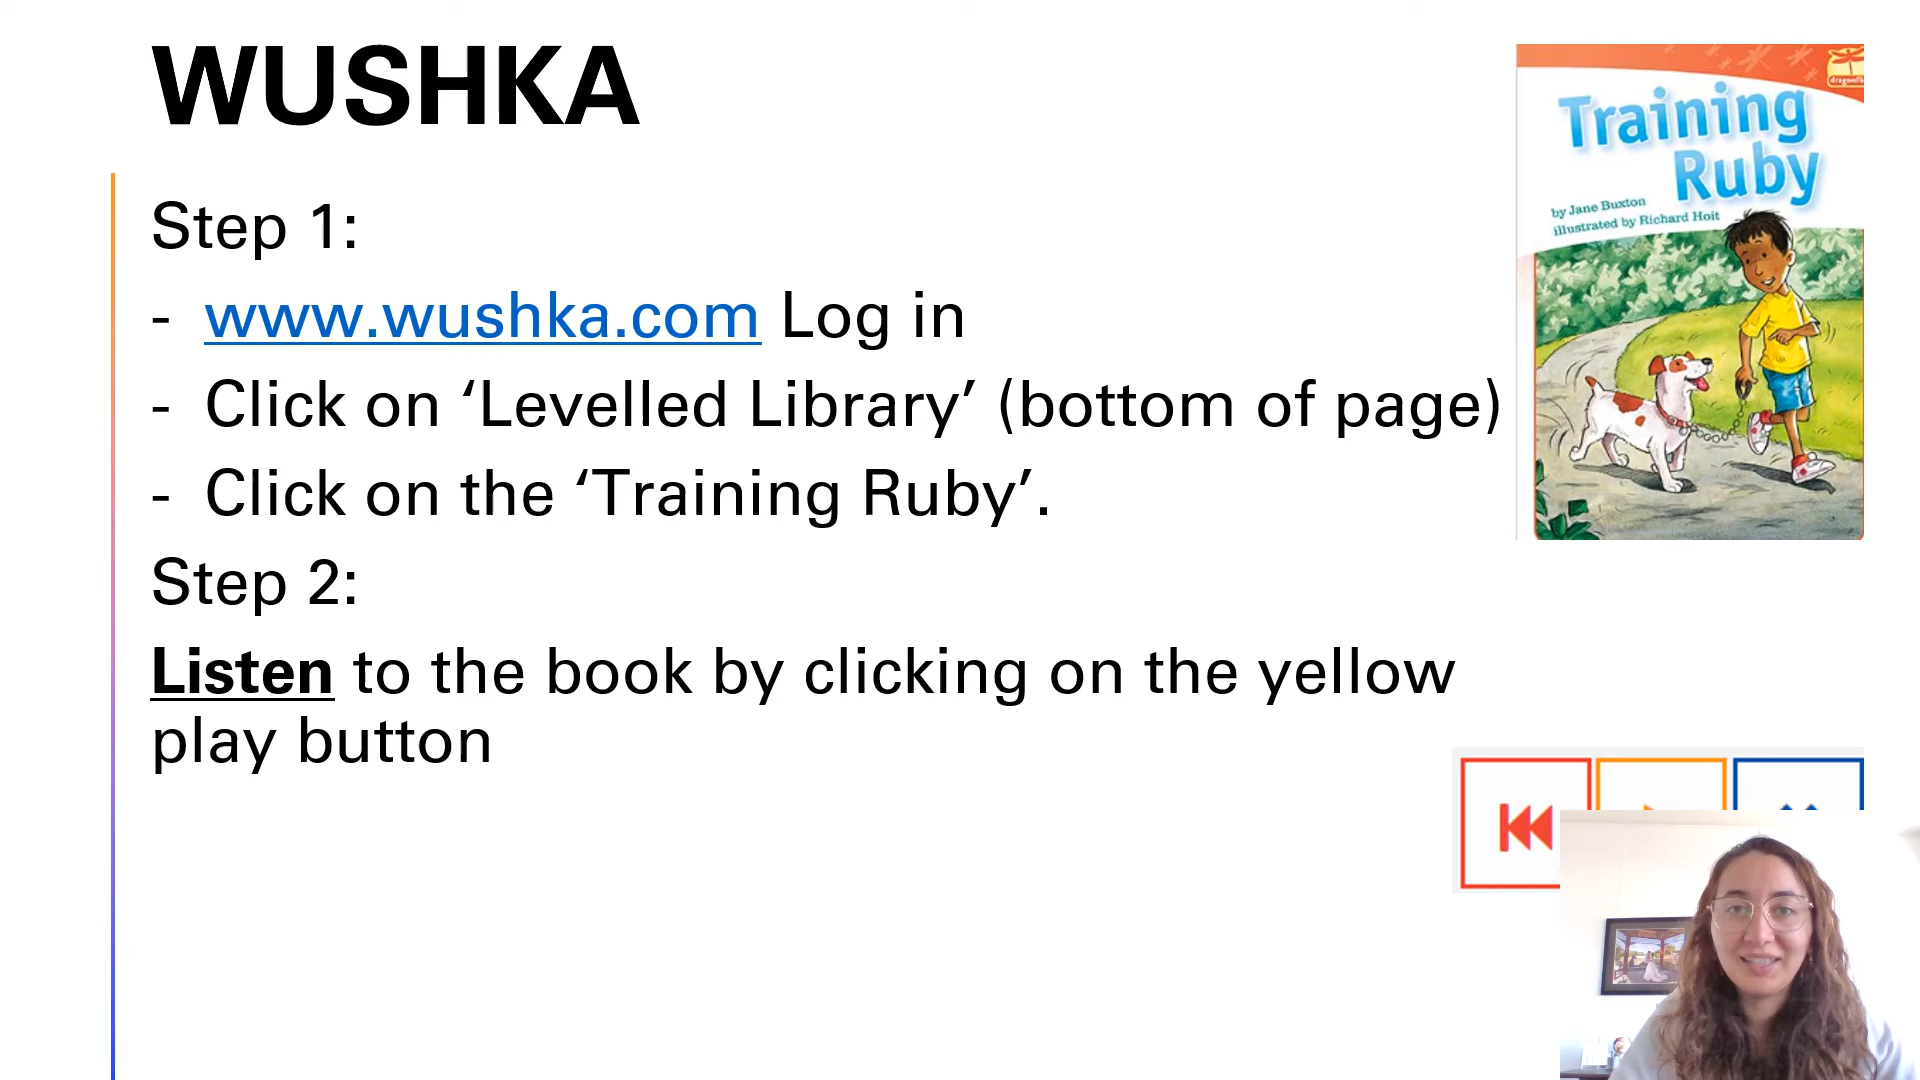 WUSHKA
Step 1:
- www.wushka.com Log in
- Click on ‘Levelled Library’ (bottom of page)
- Click on the ‘Training Ruby’.
Step 2:
Listen to the book by clicking on the yellow
play button
Training
Ruby
by Jane Buxton
illustrated by Richard Hoit